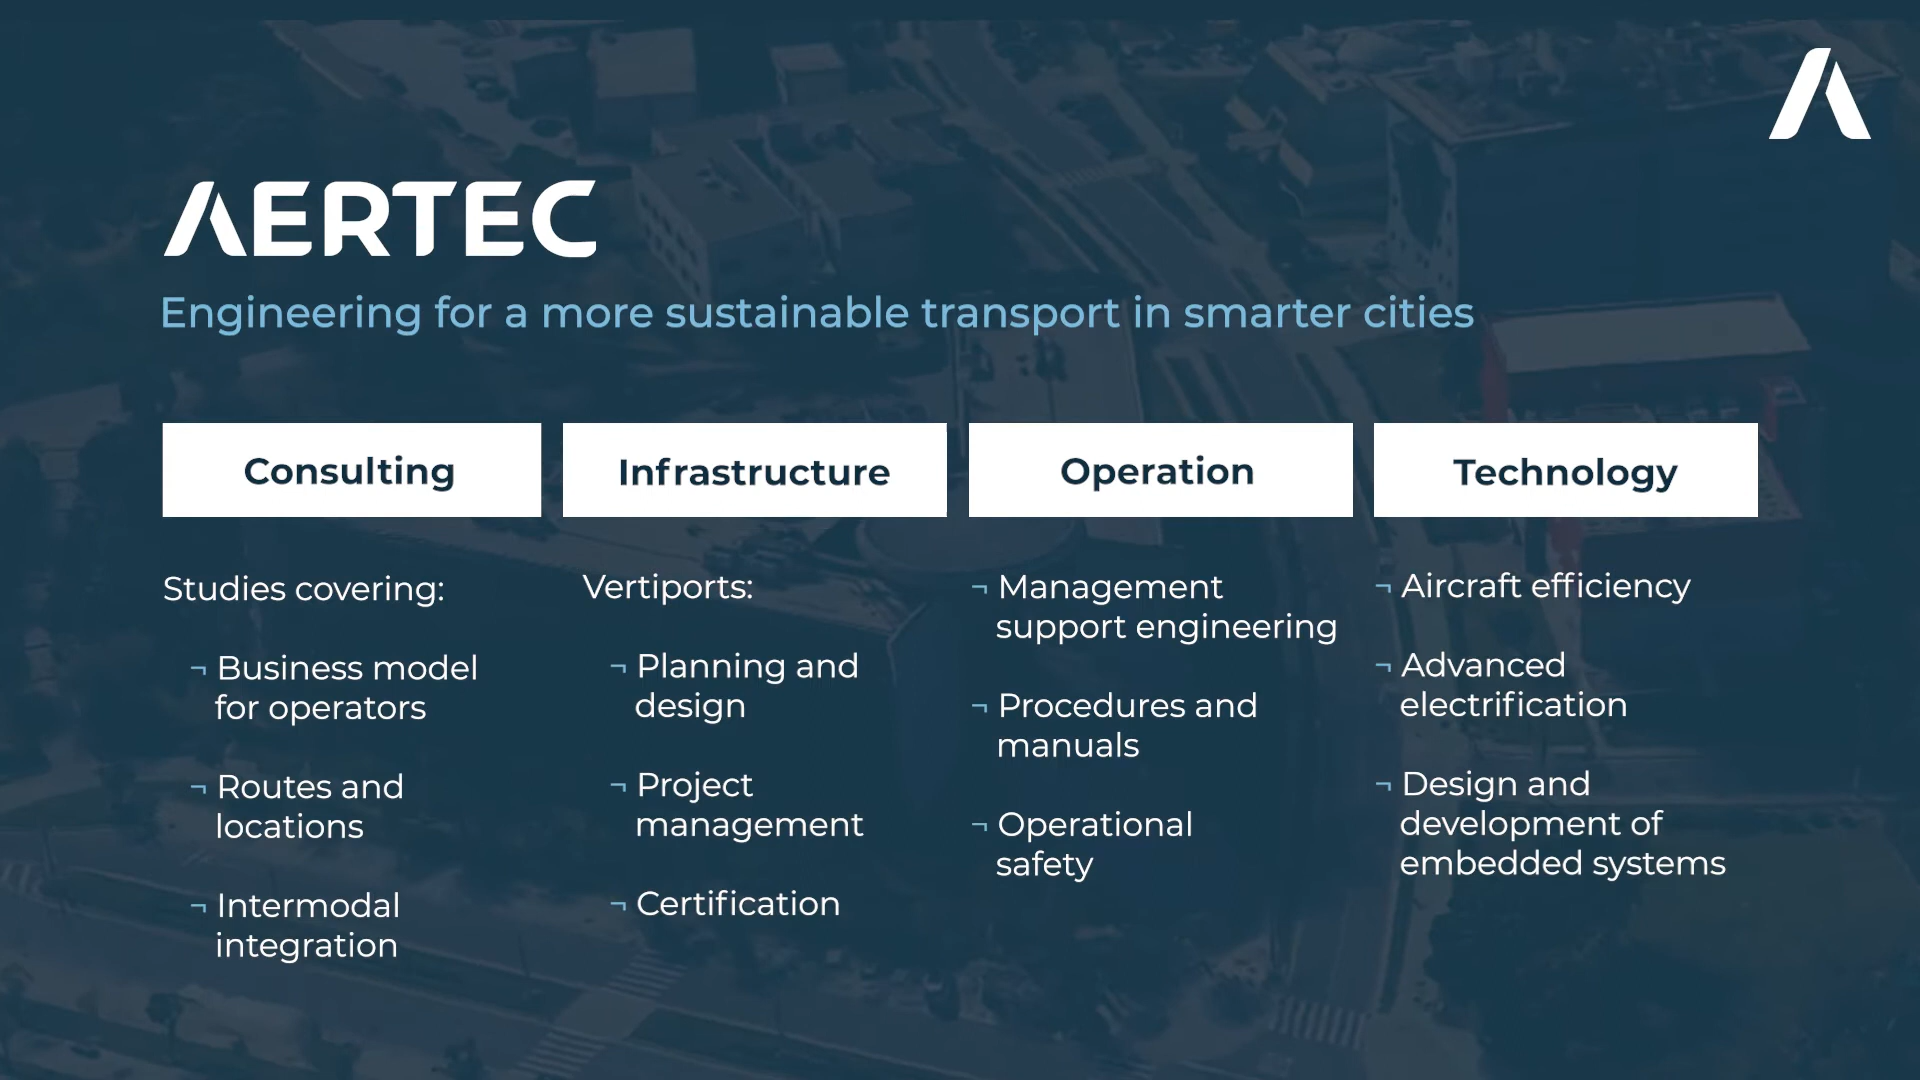 AERTEC
Engineering for a more sustainable transport in smarter cities
Consulting
Studies covering:
¬ Business model
for operators
¬ Routes and
locations
¬ Intermodal
integration
Infrastructure
Vertiports:
¬ Planning and
design
¬ Project
management
¬ Certification
Operation
¬ Management
support engineering
¬ Procedures and
manuals
¬ Operational
safety
Technology
¬ Aircraft efficiency
¬ Advanced
electrification
¬ Design and
development of
embedded systems